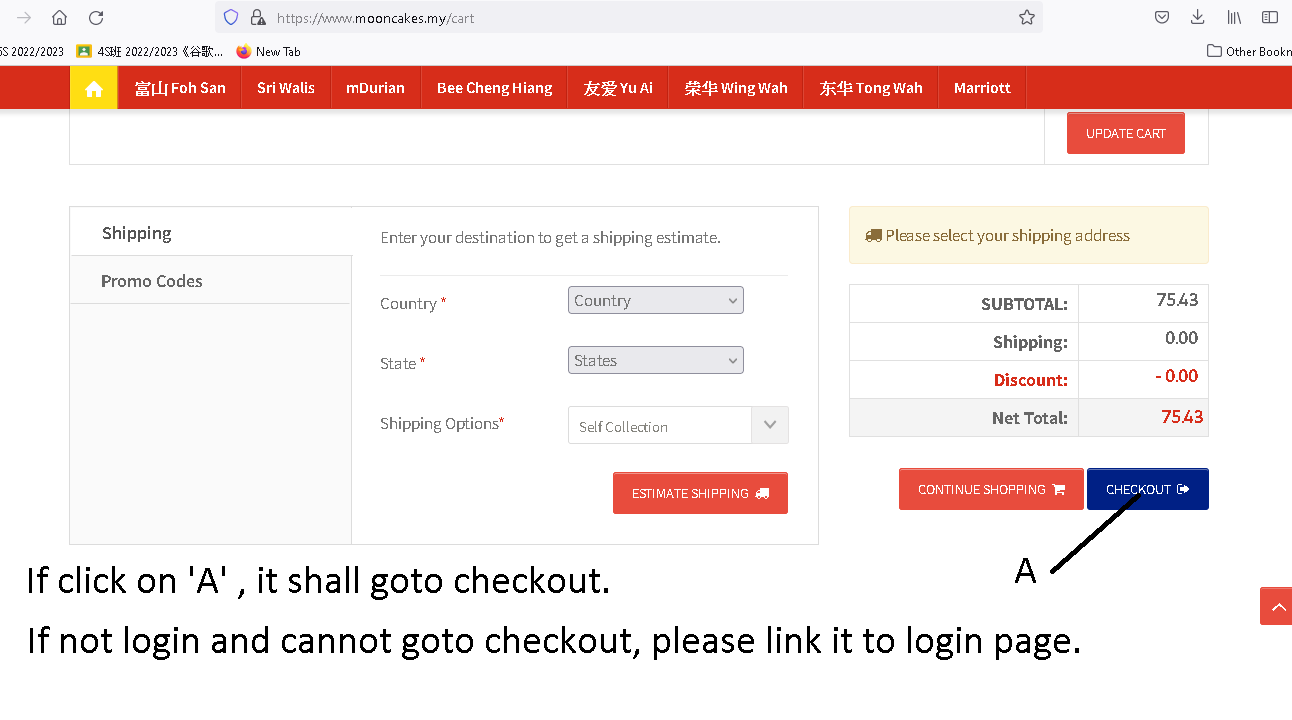 https://www.mooncakes.my/cart
5S 2022/2023 4S班 2022/2023《谷歌... New Tab Other Bookn
富山 Foh San Sri Walis mDurian Bee Cheng Hiang 友爱 Yu Ai 荣华 Wing Wah 东华 Tong Wah Marriott
UPDATE CART
Shipping
Promo Codes
Enter your destination to get a shipping estimate.
Country * Country
State * States
Shipping Options* Self Collection
ESTIMATE SHIPPING
Please select your shipping address
SUBTOTAL: 75.43
Shipping: 0.00
Discount: - 0.00
Net Total: 75.43
CONTINUE SHOPPING CHECKOUT
A
If click on 'A' , it shall goto checkout.
If not login and cannot goto checkout, please link it to login page.